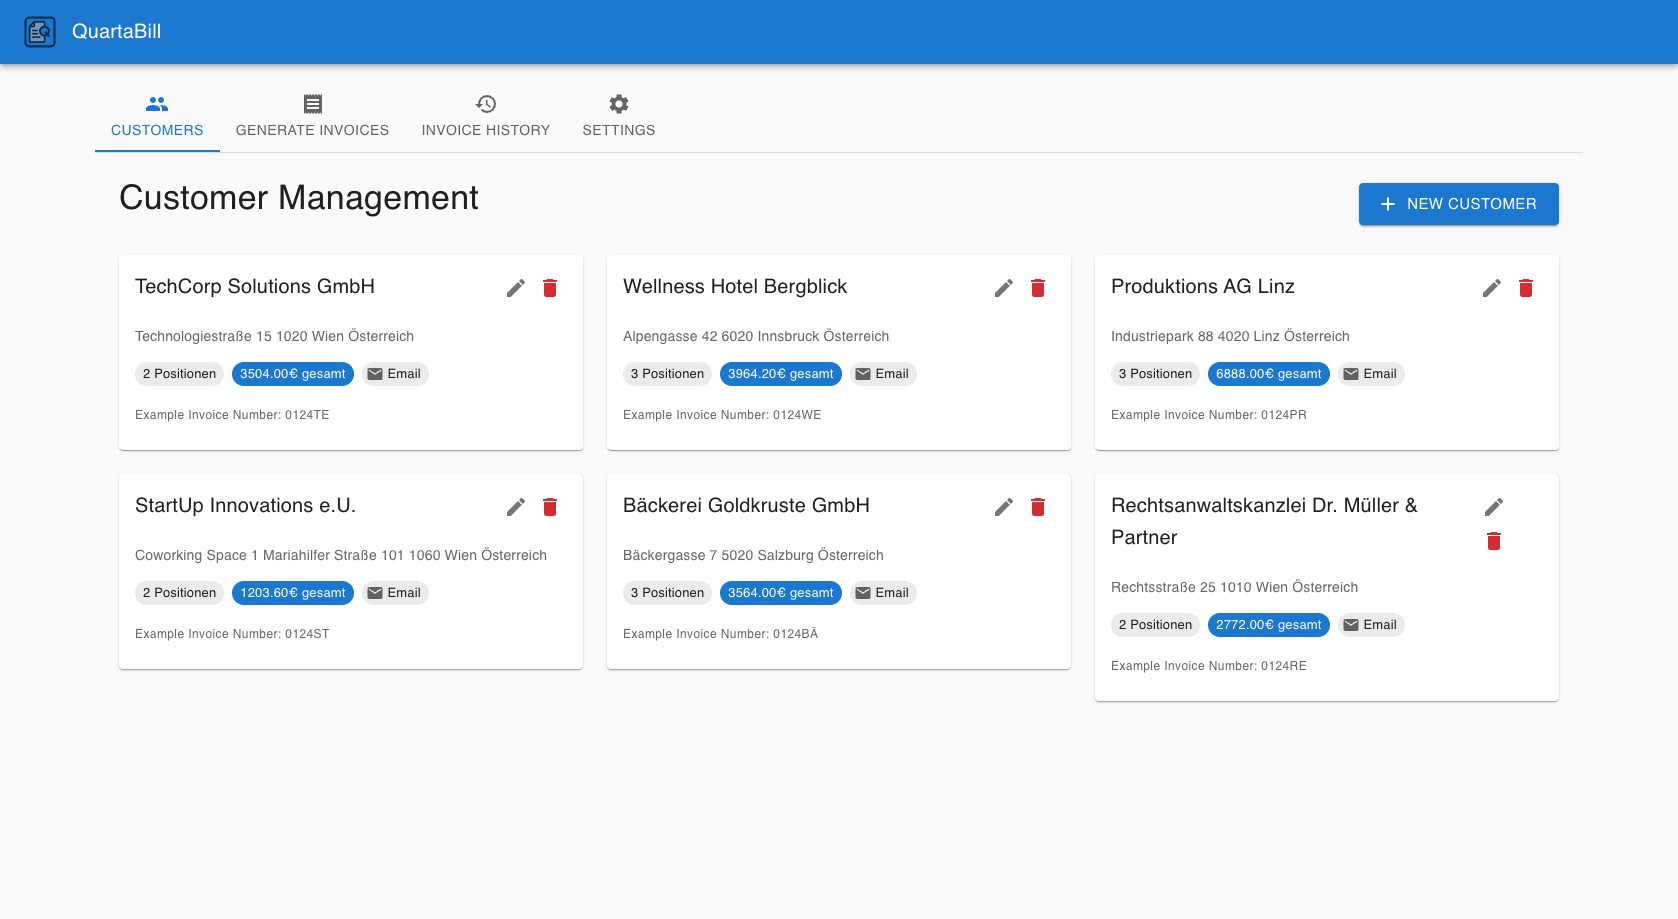 QuartaBill
CUSTOMERS
GENERATE INVOICES
INVOICE HISTORY
SETTINGS
Customer Management
NEW CUSTOMER
TechCorp Solutions GmbH
Technologiestraße 15 1020 Wien Österreich
2 Positionen
3504.00€ gesamt
Email
Example Invoice Number: 0124TE
Wellness Hotel Bergblick
Alpengasse 42 6020 Innsbruck Österreich
3 Positionen
3964.20€ gesamt
Email
Example Invoice Number: 0124WE
Produktions AG Linz
Industriepark 88 4020 Linz Österreich
3 Positionen
6888.00€ gesamt
Email
Example Invoice Number: 0124PR
StartUp Innovations e.U.
Coworking Space 1 Mariahilfer Straße 101 1060 Wien Österreich
2 Positionen
1203.60€ gesamt
Email
Example Invoice Number: 0124ST
Bäckerei Goldkruste GmbH
Bäckergasse 7 5020 Salzburg Österreich
3 Positionen
3564.00€ gesamt
Email
Example Invoice Number: 0124BÄ
Rechtsanwaltskanzlei Dr. Müller &
Partner
Rechtsstraße 25 1010 Wien Österreich
2 Positionen
2772.00€ gesamt
Email
Example Invoice Number: 0124RE